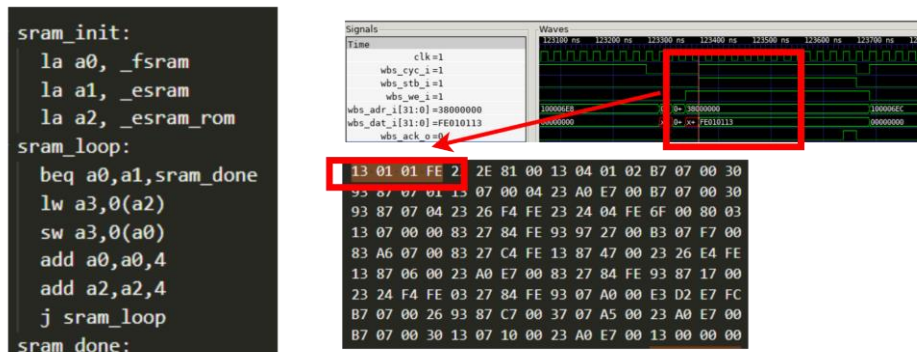 sram_init:
la a0, _fsram
la a1, _esram
la a2, _esram_rom
sram_loop:
beq a0,a1,sram_done
lw a3,0(a2)
sw a3,0(a0)
add a0,a0,4
add a2,a2,4
j sram_loop
sram_done:
Signals
Waves
Time
123100 ns 123200 ns 123300 ns 123400 ns 123500 ns 123600 ns 123700 ns
clk=1
wbs_cyc_i=1
wbs_stb_i=1
wbs_we_i=1
wbs_adr_i[31:0] =38000000
100006E8 38000000 100006EC
wbs_dat_i[31:0] =FE010113
00000000 x+ FE010113 00000000
wbs_ack_o=0
13 01 01 FE 2E 81 00 13 04 01 02 B7 07 00 30
93 87 07 01 13 07 00 04 23 A0 E7 00 B7 07 00 30
93 87 07 04 23 26 F4 FE 23 24 04 FE 6F 00 80 03
13 07 00 00 83 27 84 FE 93 97 27 00 B3 07 F7 00
83 A6 07 00 83 27 C4 FE 13 87 47 00 23 26 E4 FE
13 87 06 00 23 A0 E7 00 83 27 84 FE 93 87 17 00
23 24 F4 FE 03 27 84 FE 93 07 A0 00 E3 D2 E7 FC
B7 07 00 26 93 87 C7 00 37 07 A5 00 23 A0 E7 00
B7 07 00 30 13 07 10 00 23 A0 E7 00 13 00 00 00